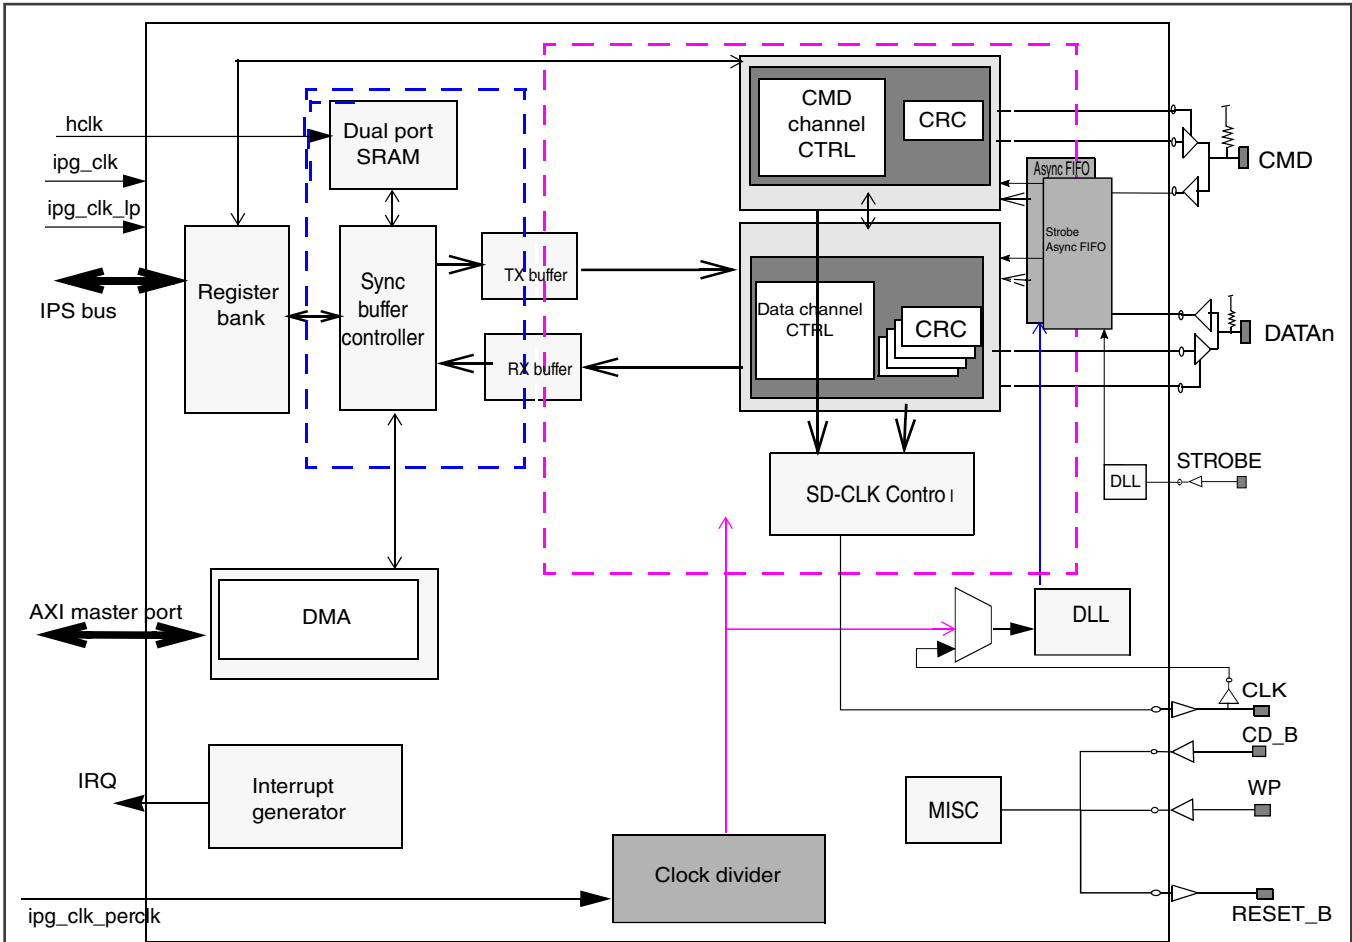 hclk
ipg_clk
ipg_clk_lp
IPS bus
Register
bank
Dual port
SRAM
Sync
buffer
controller
TX buffer
RX buffer
CMD
channel
CTRL
CRC
Data channel
CTRL
CRC
Async FIFO
Strobe
Async FIFO
CMD
DATAn
STROBE
DLL
SD-CLK Control
AXI master port
DMA
DLL
CLK
CD_B
WP
RESET_B
MISC
IRQ
Interrupt
generator
Clock divider
ipg_clk_perclk